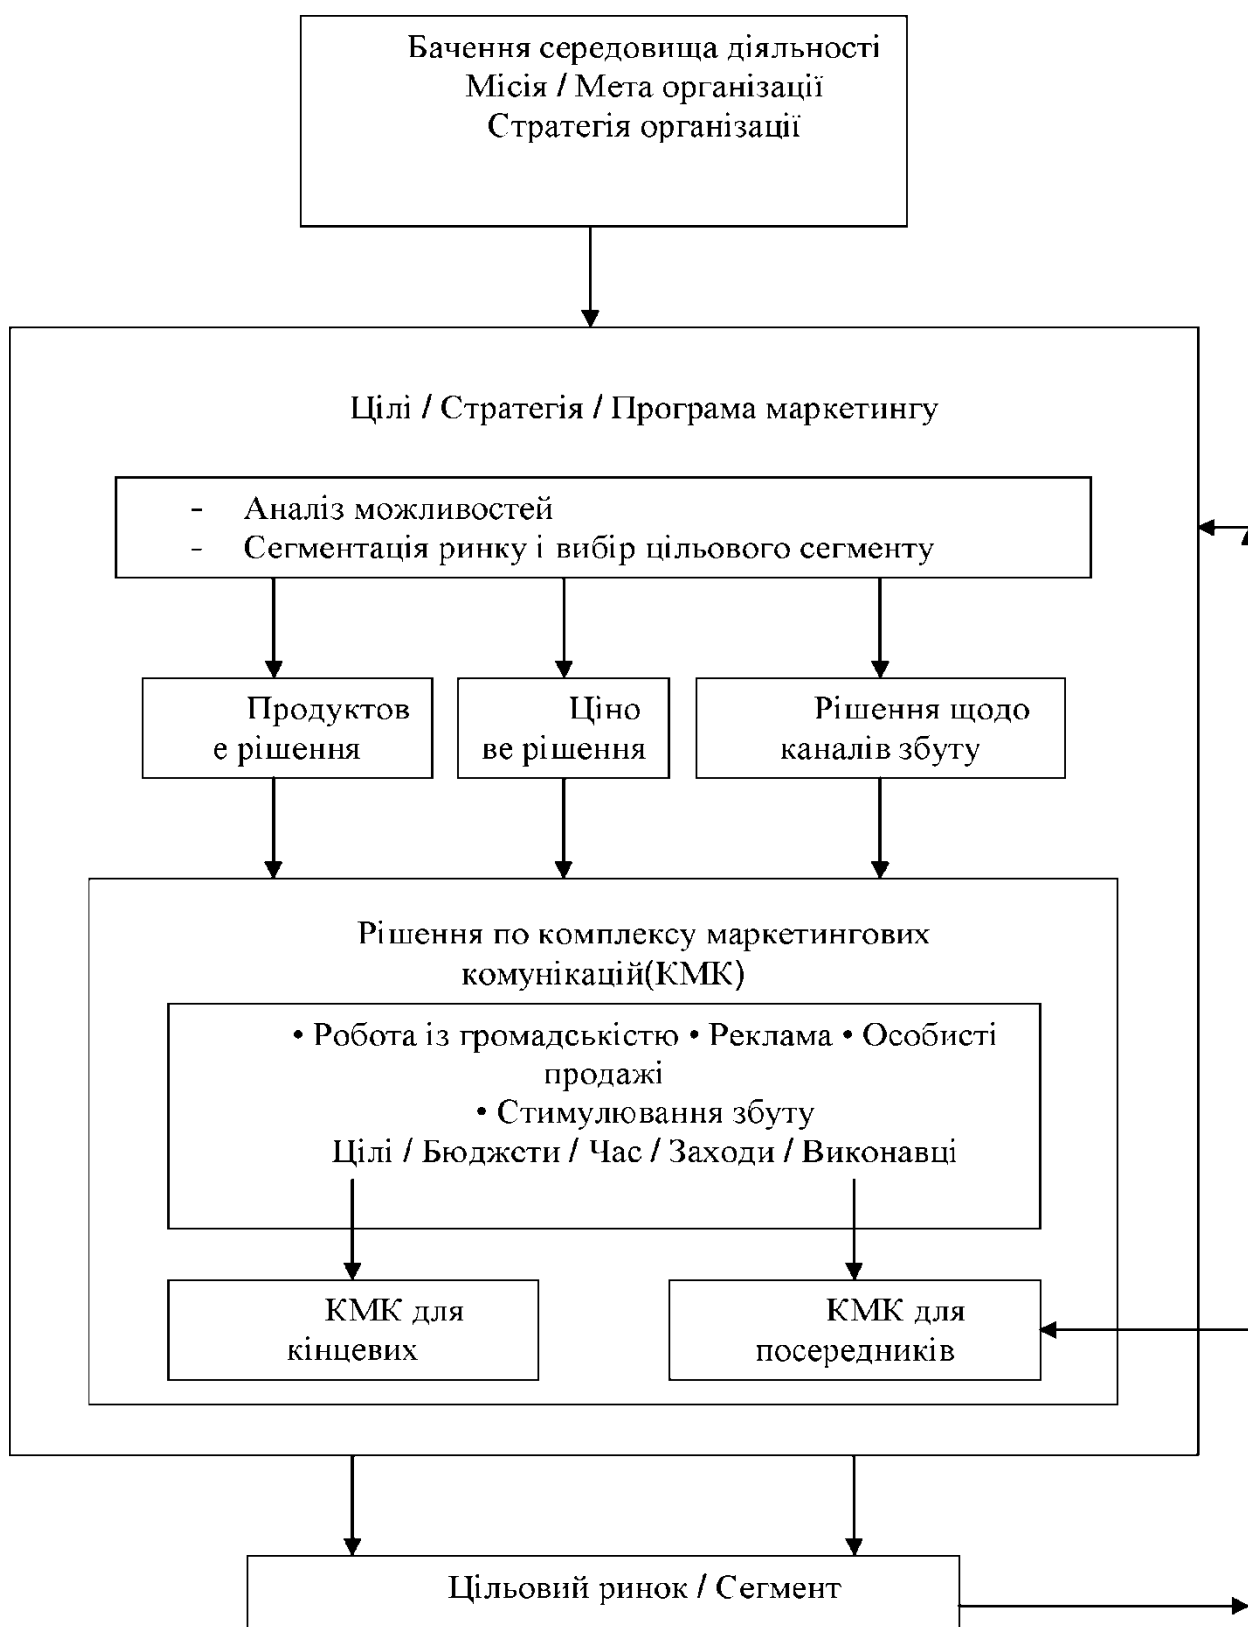 Бачення середовища діяльності
Місія / Мета організації
Стратегія організації
Цілі / Стратегія / Програма маркетингу
- Аналіз можливостей
- Сегментація ринку і вибір цільового сегменту
Продуктов
е рішення
Ціно
ве рішення
Рішення щодо
каналів збуту
Рішення по комплексу маркетингових
комунікацій(КМК)
• Робота із громадськістю • Реклама • Особисті
продажі
• Стимулювання збуту
Цілі / Бюджети / Час / Заходи / Виконавці
КМК для
кінцевих
КМК для
посередників
Цільовий ринок / Сегмент